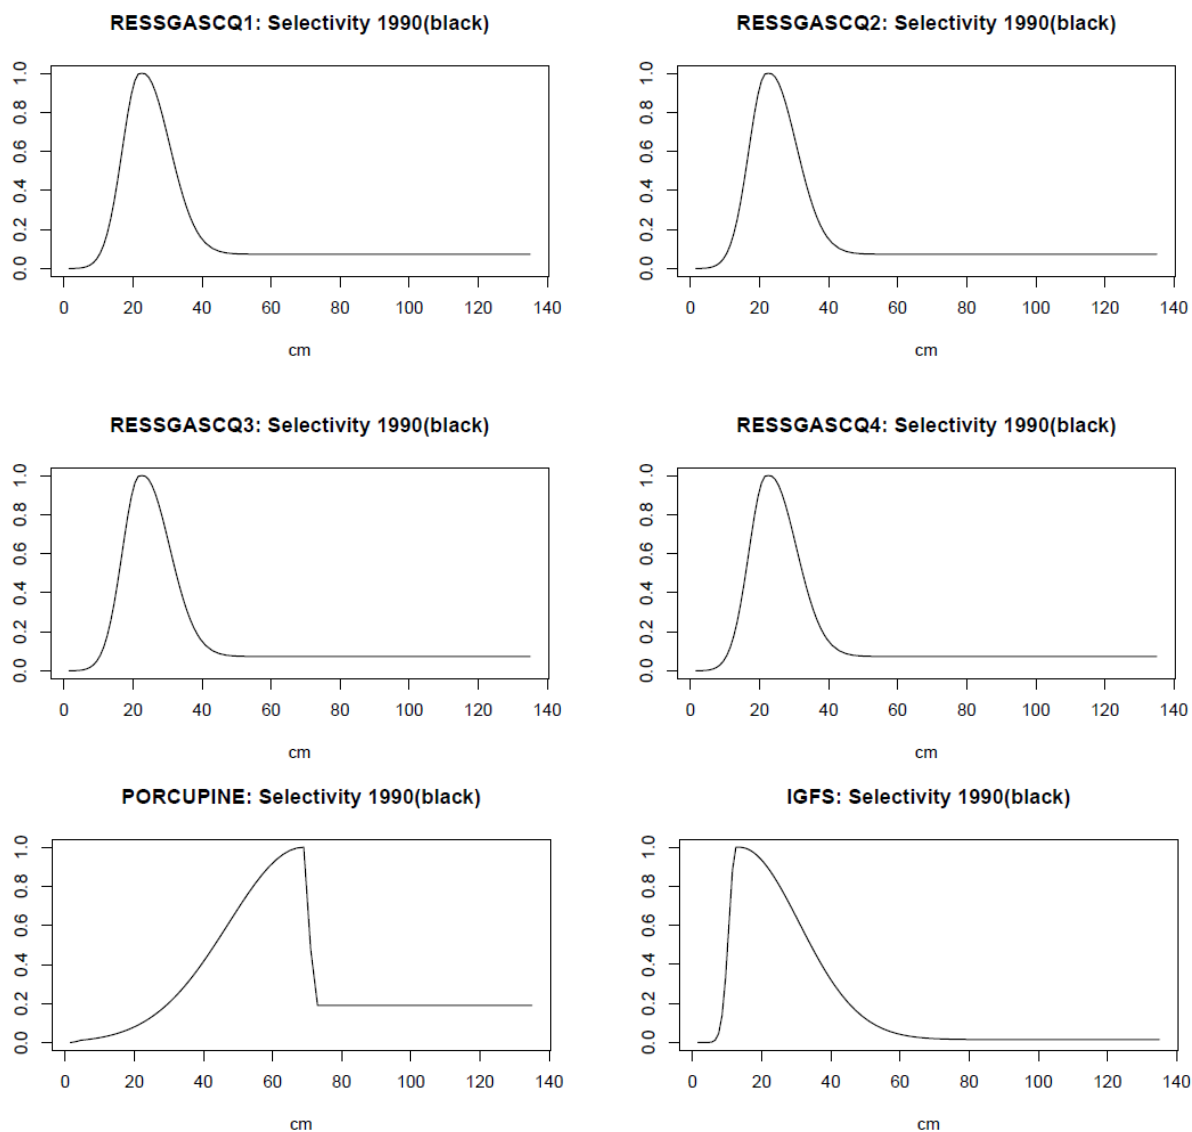 RESSGASCQ1: Selectivity 1990(black)
0.0 0.2 0.4 0.6 0.8 1.0
0 20 40 60 80 100 120 140
cm
RESSGASCQ2: Selectivity 1990(black)
0.0 0.2 0.4 0.6 0.8 1.0
0 20 40 60 80 100 120 140
cm
RESSGASCQ3: Selectivity 1990(black)
0.0 0.2 0.4 0.6 0.8 1.0
0 20 40 60 80 100 120 140
cm
RESSGASCQ4: Selectivity 1990(black)
0.0 0.2 0.4 0.6 0.8 1.0
0 20 40 60 80 100 120 140
cm
PORCUPINE: Selectivity 1990(black)
0.0 0.2 0.4 0.6 0.8 1.0
0 20 40 60 80 100 120 140
cm
IGFS: Selectivity 1990(black)
0.0 0.2 0.4 0.6 0.8 1.0
0 20 40 60 80 100 120 140
cm